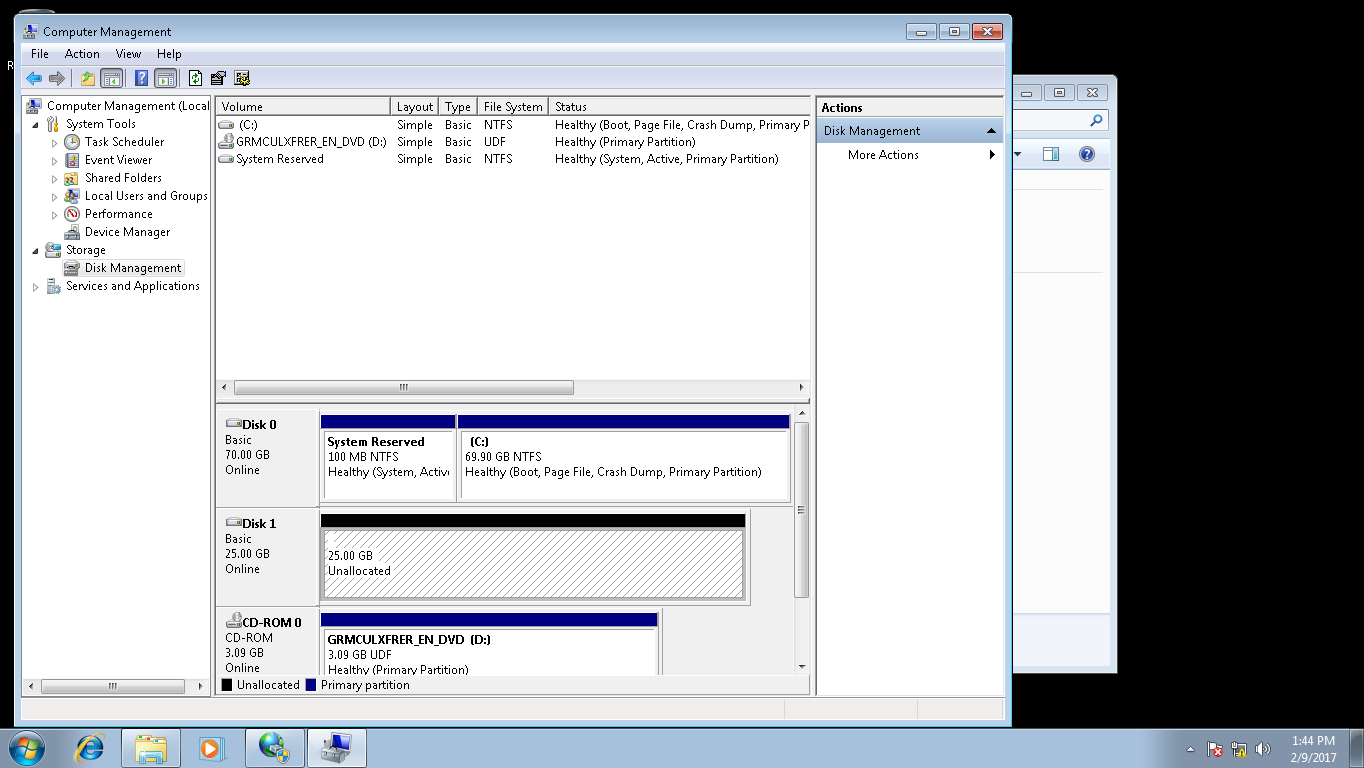 Computer Management
File Action View Help
R
Computer Management (Local
System Tools
Task Scheduler
Event Viewer
Shared Folders
Local Users and Groups
Performance
Device Manager
Storage
Disk Management
Services and Applications
Volume Layout Type File System Status
(C:) Simple Basic NTFS Healthy (Boot, Page File, Crash Dump, Primary P
GRMCULXFRER_EN_DVD (D:) Simple Basic UDF Healthy (Primary Partition)
System Reserved Simple Basic NTFS Healthy (System, Active, Primary Partition)
Disk 0
Basic
70.00 GB
Online
System Reserved
100 MB NTFS
Healthy (System, Activ
(C:)
69.90 GB NTFS
Healthy (Boot, Page File, Crash Dump, Primary Partition)
Disk 1
Basic
25.00 GB
Online
25.00 GB
Unallocated
CD-ROM 0
CD-ROM
3.09 GB
Online
GRMCULXFRER_EN_DVD (D:)
3.09 GB UDF
Healthy (Primary Partition)
Unallocated Primary partition
Actions
Disk Management
More Actions
1:44 PM
2/9/2017